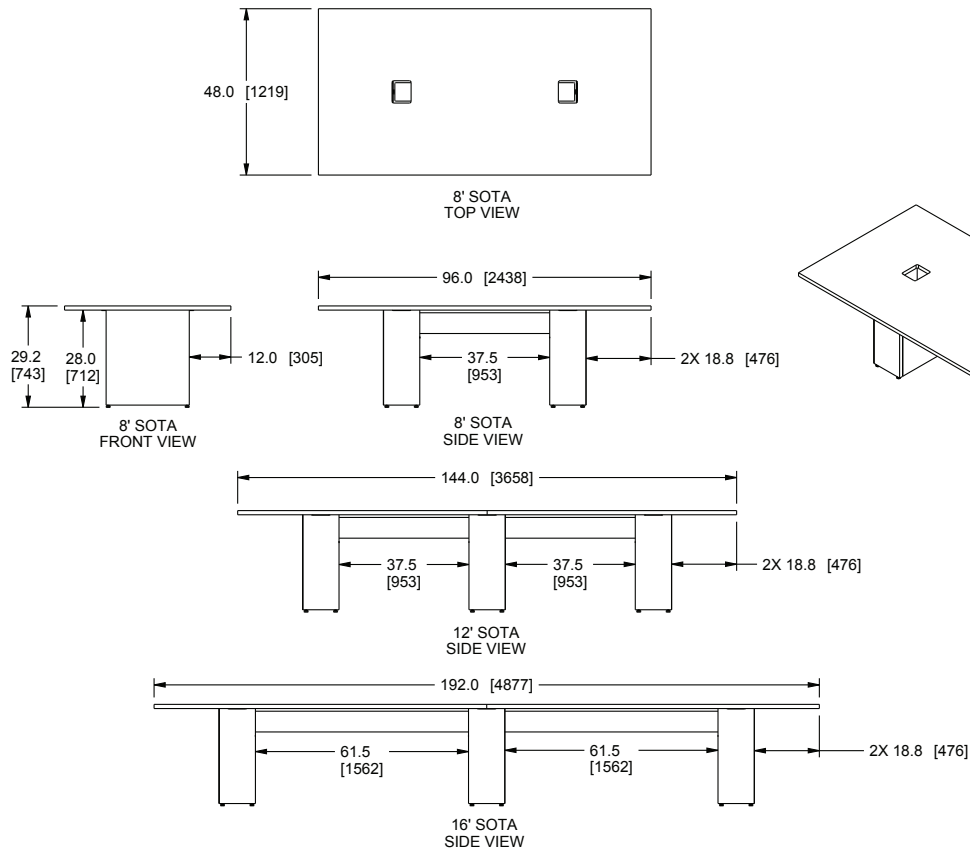 48.0 [1219]
8' SOTA
TOP VIEW
96.0 [2438]
29.2
[743]
28.0
[712]
12.0 [305]
37.5
[953]
2X 18.8 [476]
8' SOTA
FRONT VIEW
8' SOTA
SIDE VIEW
144.0 [3658]
37.5
[953]
37.5
[953]
2X 18.8 [476]
12' SOTA
SIDE VIEW
192.0 [4877]
61.5
[1562]
61.5
[1562]
2X 18.8 [476]
16' SOTA
SIDE VIEW